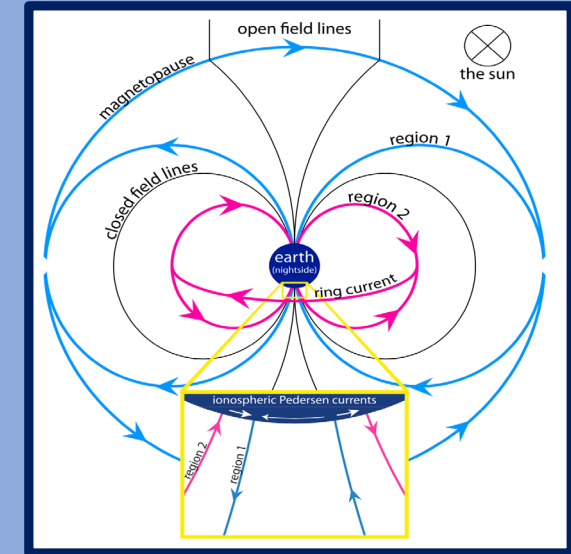 open field lines
the sun
magnetopause
region 1
closed field lines
region 2
earth
(nightside)
ring current
ionospheric Pedersen currents
region 2
region 1